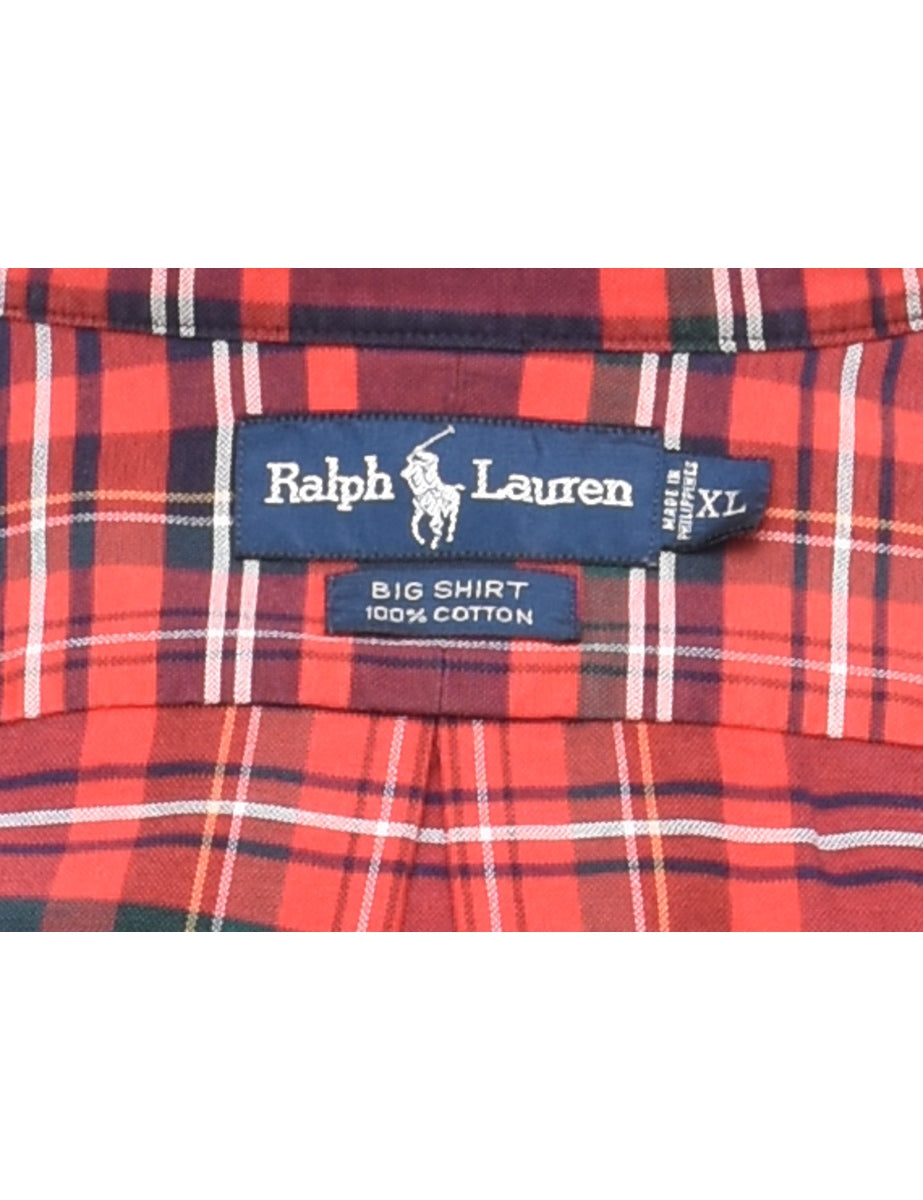 Ralph Lauren
MADE IN
PHILIPPINES
XL
BIG SHIRT
100% COTTON